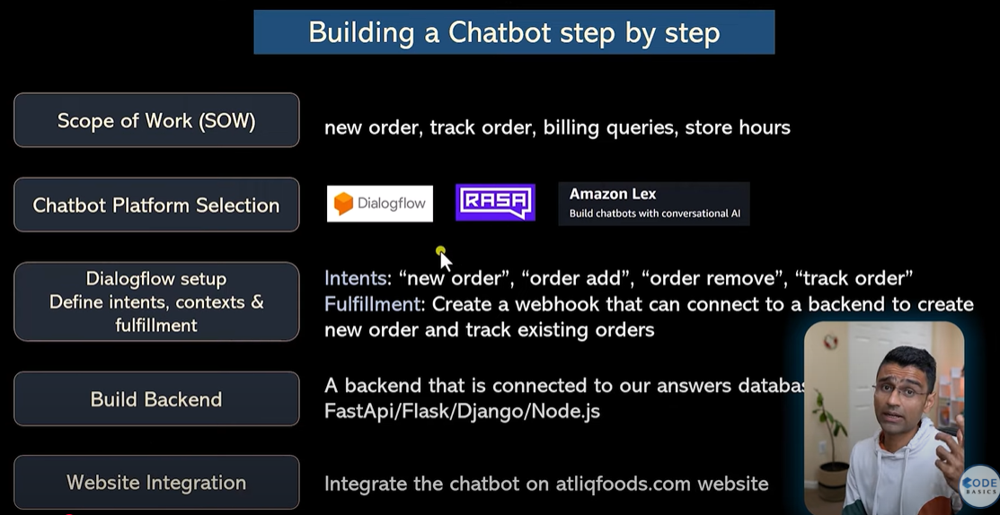 Building a Chatbot step by step
Scope of Work (SOW)
new order, track order, billing queries, store hours
Chatbot Platform Selection
Dialogflow
RASA
Amazon Lex
Build chatbots with conversational AI
Dialogflow setup
Define intents, contexts &
fulfillment
Intents: “new order”, “order add”, “order remove”, “track order”
Fulfillment: Create a webhook that can connect to a backend to create
new order and track existing orders
Build Backend
A backend that is connected to our answers databas
FastApi/Flask/Django/Node.js
Website Integration
Integrate the chatbot on atliqfoods.com website
CODE
BASICS